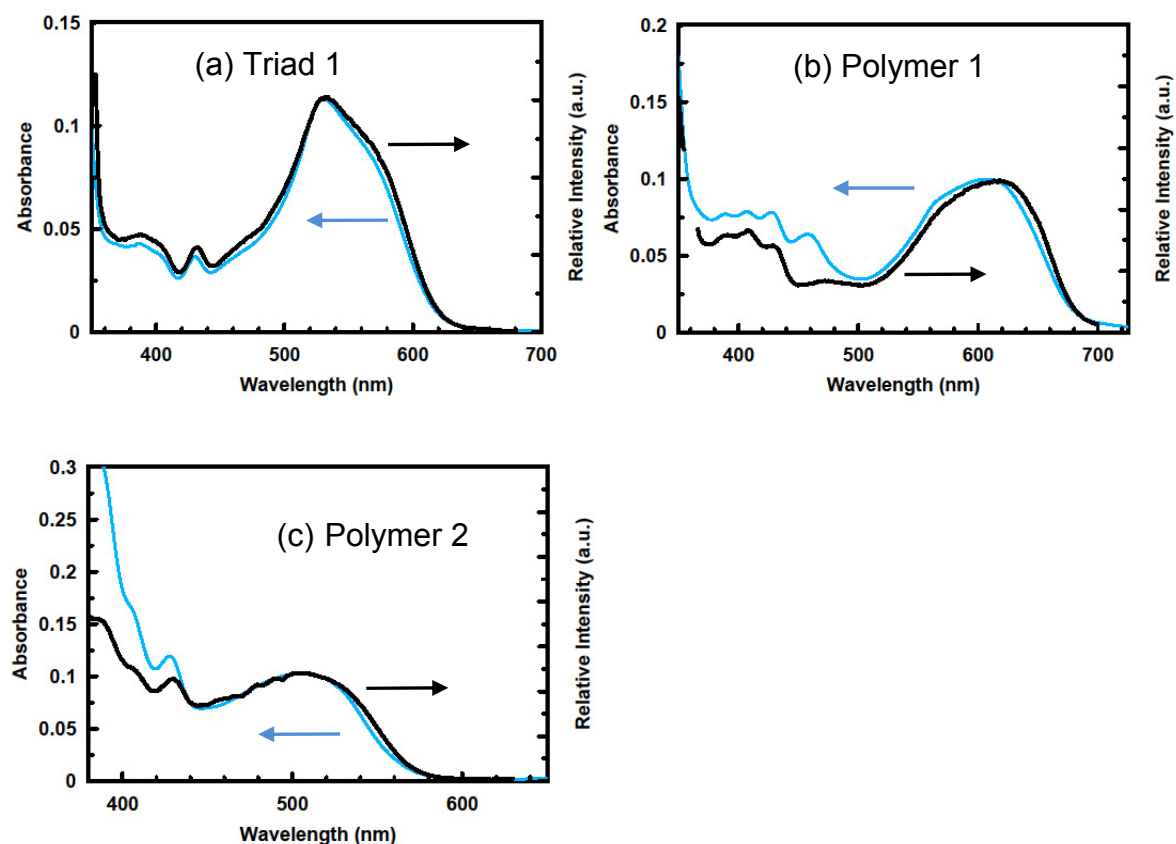 (a) Triad 1
0.15
0.1
0.05
0
Absorbance
400
500
600
700
Wavelength (nm)
Relative Intensity (a.u.)
(b) Polymer 1
0.2
0.15
0.1
0.05
0
Absorbance
400
500
600
700
Wavelength (nm)
Relative Intensity (a.u.)
(c) Polymer 2
0.3
0.25
0.2
0.15
0.1
0.05
0
Absorbance
400
500
600
Wavelength (nm)
Relative Intensity (a.u.)